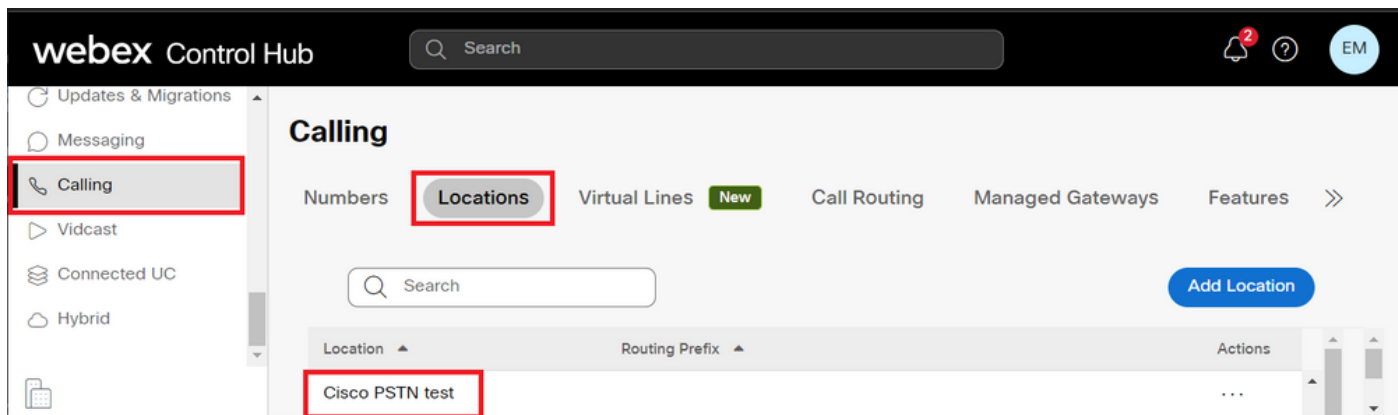 webex Control Hub
Search
2
EM
Updates & Migrations
Messaging
Calling
Vidcast
Connected UC
Hybrid
Calling
Numbers Locations Virtual Lines New Call Routing Managed Gateways Features
Search
Add Location
Location Routing Prefix Actions
Cisco PSTN test